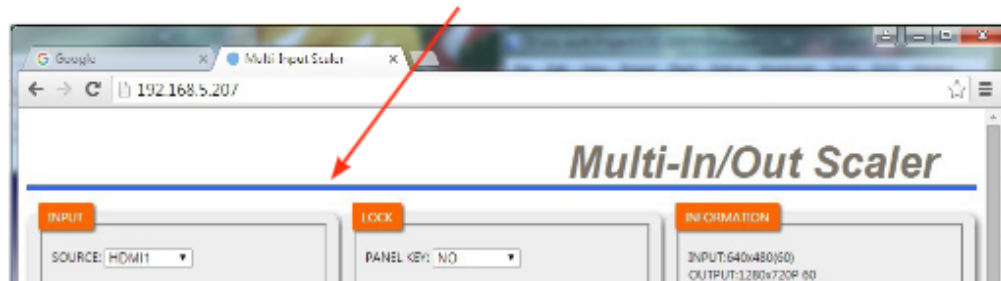 Google
Multi Input Scaler
192.168.5.207
Multi-In/Out Scaler
INPUT
LOCK
INFORMATION
SOURCE: HDMI1
PANEL KEY: NO
INPUT:640x480(60)
OUTPUT:1280x720P 60